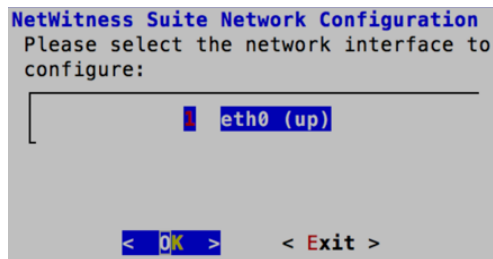 NetWitness Suite Network Configuration
Please select the network interface to
configure:
1 eth0 (up)
< OK > < Exit >